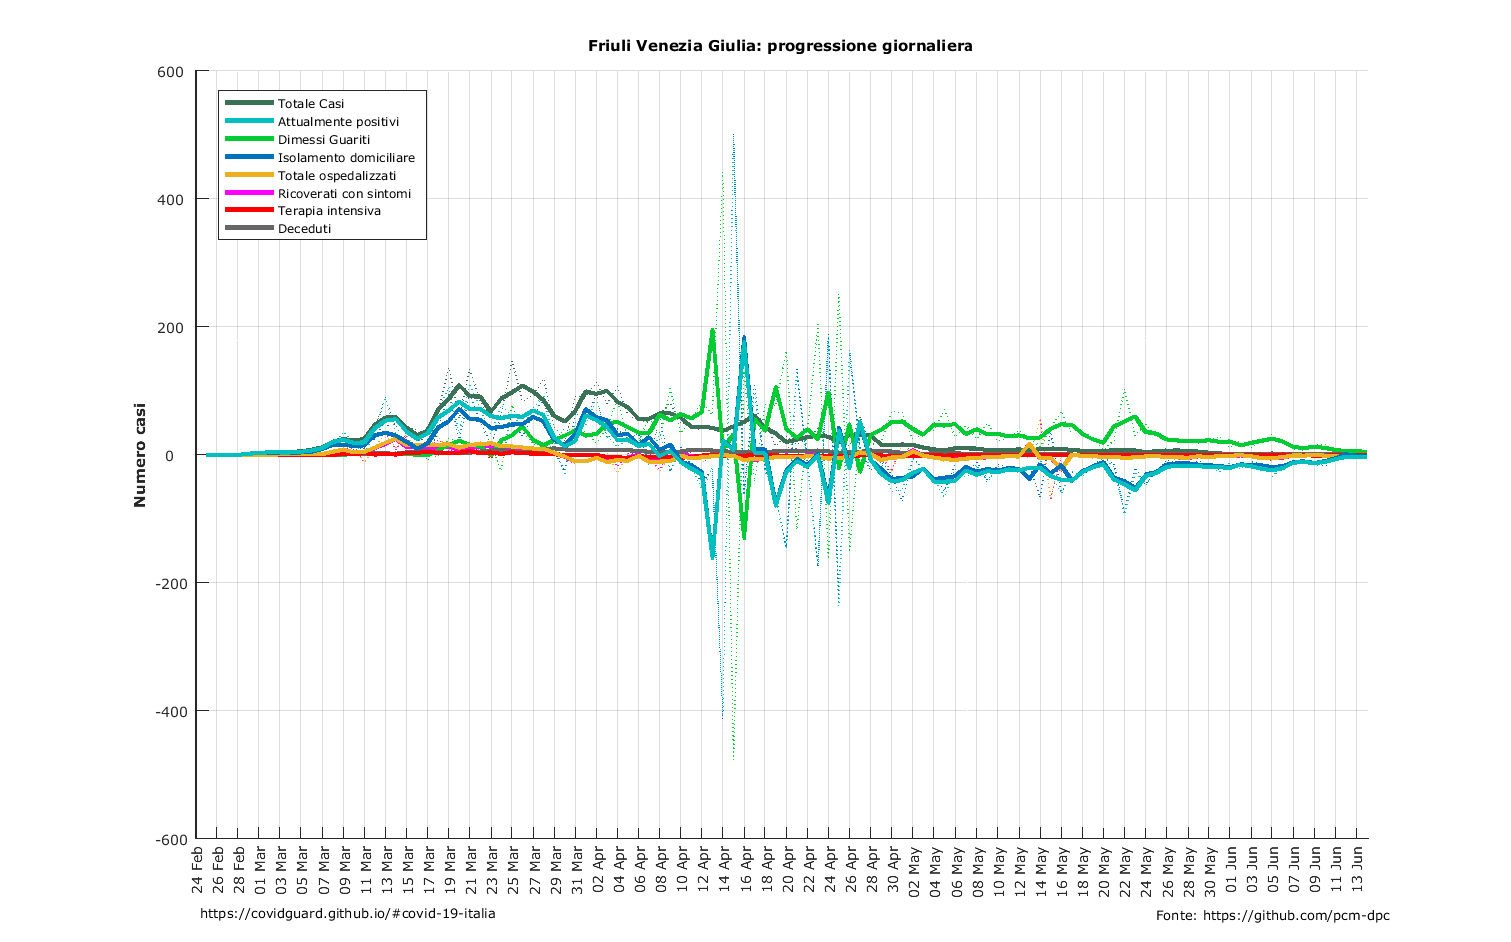 Friuli Venezia Giulia: progressione giornaliera
600
400
200
0
-200
-400
-600
Numero casi
Totale Casi
Attualmente positivi
Dimessi Guariti
Isolamento domiciliare
Totale ospedalizzati
Ricoverati con sintomi
Terapia intensiva
Deceduti
24 Feb
26 Feb
28 Feb
01 Mar
03 Mar
05 Mar
07 Mar
09 Mar
11 Mar
13 Mar
15 Mar
17 Mar
19 Mar
21 Mar
23 Mar
25 Mar
27 Mar
29 Mar
31 Mar
02 Apr
04 Apr
06 Apr
08 Apr
10 Apr
12 Apr
14 Apr
16 Apr
18 Apr
20 Apr
22 Apr
24 Apr
26 Apr
28 Apr
30 Apr
02 May
04 May
06 May
08 May
10 May
12 May
14 May
16 May
18 May
20 May
22 May
24 May
26 May
28 May
30 May
01 Jun
03 Jun
05 Jun
07 Jun
09 Jun
11 Jun
13 Jun
https://covidguard.github.io/#covid-19-italia
Fonte: https://github.com/pcm-dpc